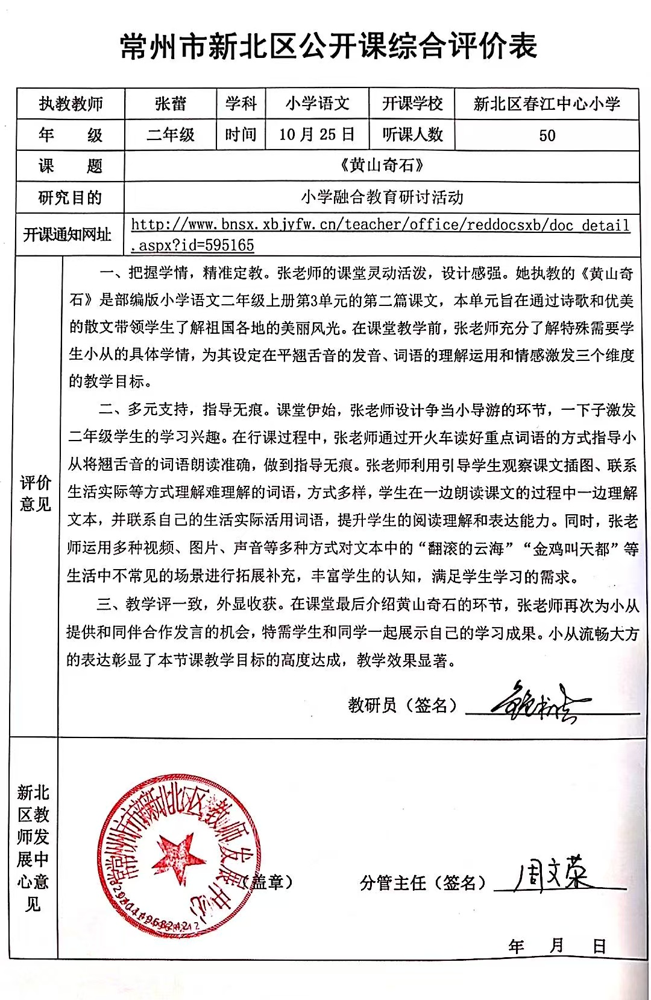 常州市新北区公开课综合评价表
执教教师 张蕾 学科 小学语文 开课学校 新北区春江中心小学
年 级 二年级 时间 10月25日 听课人数 50
课 题 《黄山奇石》
研究目的 小学融合教育研讨活动
开课通知网址 http://www.bnsx.xbjyfw.cn/teacher/office/reddocsxb/doc_detail
.aspx?id=595165
评价
意见
一、把握学情，精准定教。张老师的课堂灵动活泼，设计感强。她执教的《黄山奇
石》是部编版小学语文二年级上册第3单元的第二篇课文，本单元旨在通过诗歌和优美
的散文带领学生了解祖国各地的美丽风光。在课堂教学前，张老师充分了解特殊需要学
生小从的具体学情，为其设定在平翘舌音的发音、词语的理解运用和情感激发三个维度
的教学目标。
二、多元支持，指导无痕。课堂伊始，张老师设计争当小导游的环节，一下子激发
二年级学生的学习兴趣。在行课过程中，张老师通过开火车读好重点词语的方式指导小
从将翘舌音的词语朗读准确，做到指导无痕。张老师利用引导学生观察课文插图、联系
生活实际等方式理解难理解的词语，方式多样，学生在一边朗读课文的过程中一边理解
文本，并联系自己的生活实际活用词语，提升学生的阅读理解和表达能力。同时，张老
师运用多种视频、图片、声音等多种方式对文本中的“翻滚的云海”“金鸡叫天都”等
生活中不常见的场景进行拓展补充，丰富学生的认知，满足学生学习的需求。
三、教学评一致，外显收获。在课堂最后介绍黄山奇石的环节，张老师再次为小从
提供和同伴合作发言的机会，特需学生和同学一起展示自己的学习成果。小从流畅大方
的表达彰显了本节课教学目标的高度达成，教学效果显著。
教研员（签名）
新北
区教
师发
展中
心意
见
常州市新北区教师发展中心
（盖章） 分管主任（签名） 周文荣
年 月 日